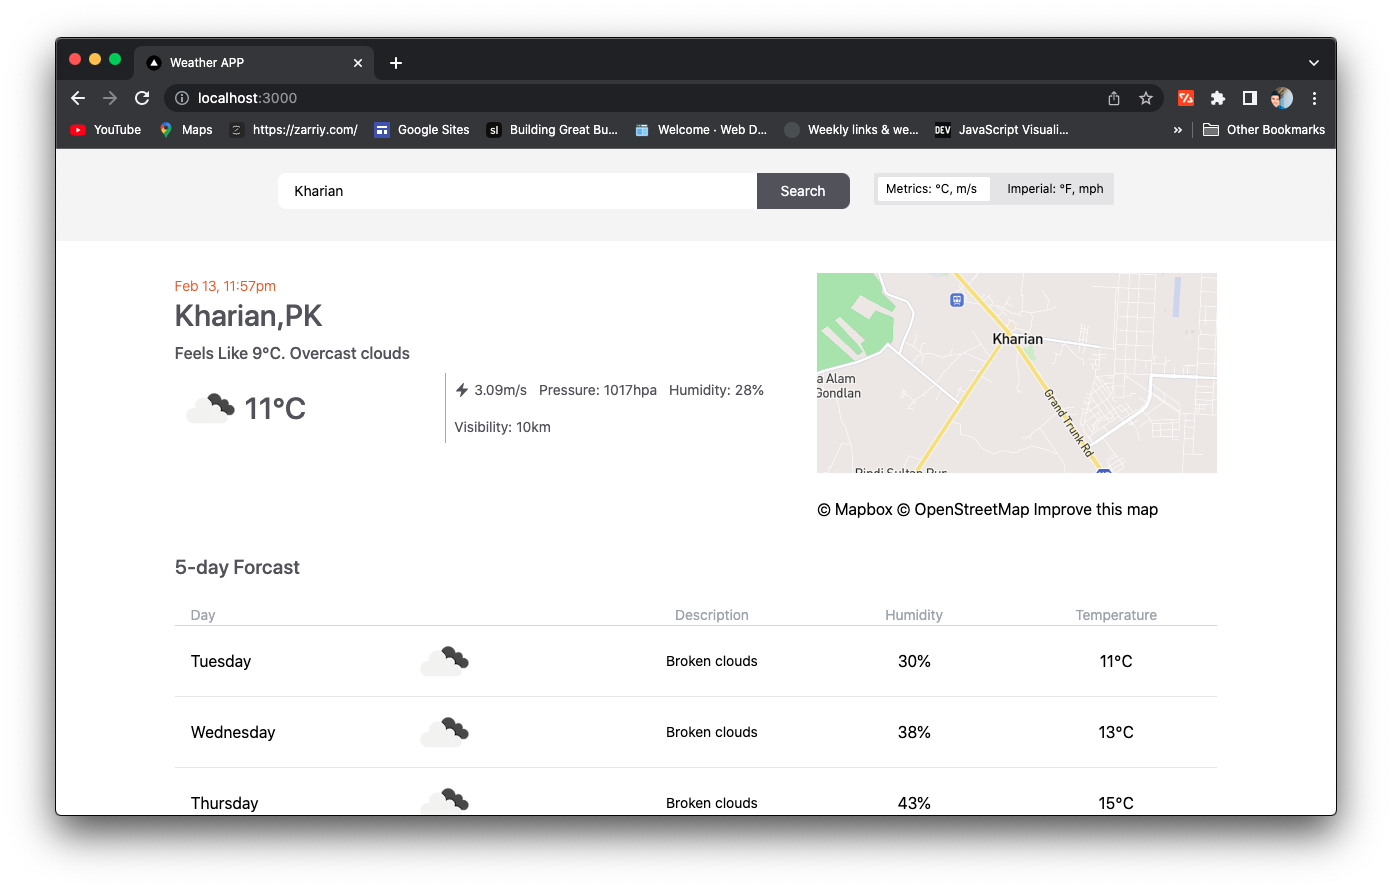 Weather APP
localhost:3000
YouTube Maps https://zarriy.com/ Google Sites sl Building Great Bu... Welcome · Web D... Weekly links & we... DEV JavaScript Visuali... » Other Bookmarks
Kharian Search Metrics: °C, m/s Imperial: °F, mph
Feb 13, 11:57pm
Kharian,PK
Feels Like 9°C. Overcast clouds
11°C
3.09m/s Pressure: 1017hpa Humidity: 28%
Visibility: 10km
Kharian
a Alam
Gondlan
Grand Trunk Rd
Pindi Sultan Pur
© Mapbox © OpenStreetMap Improve this map
5-day Forcast
Day Description Humidity Temperature
Tuesday Broken clouds 30% 11°C
Wednesday Broken clouds 38% 13°C
Thursday Broken clouds 43% 15°C